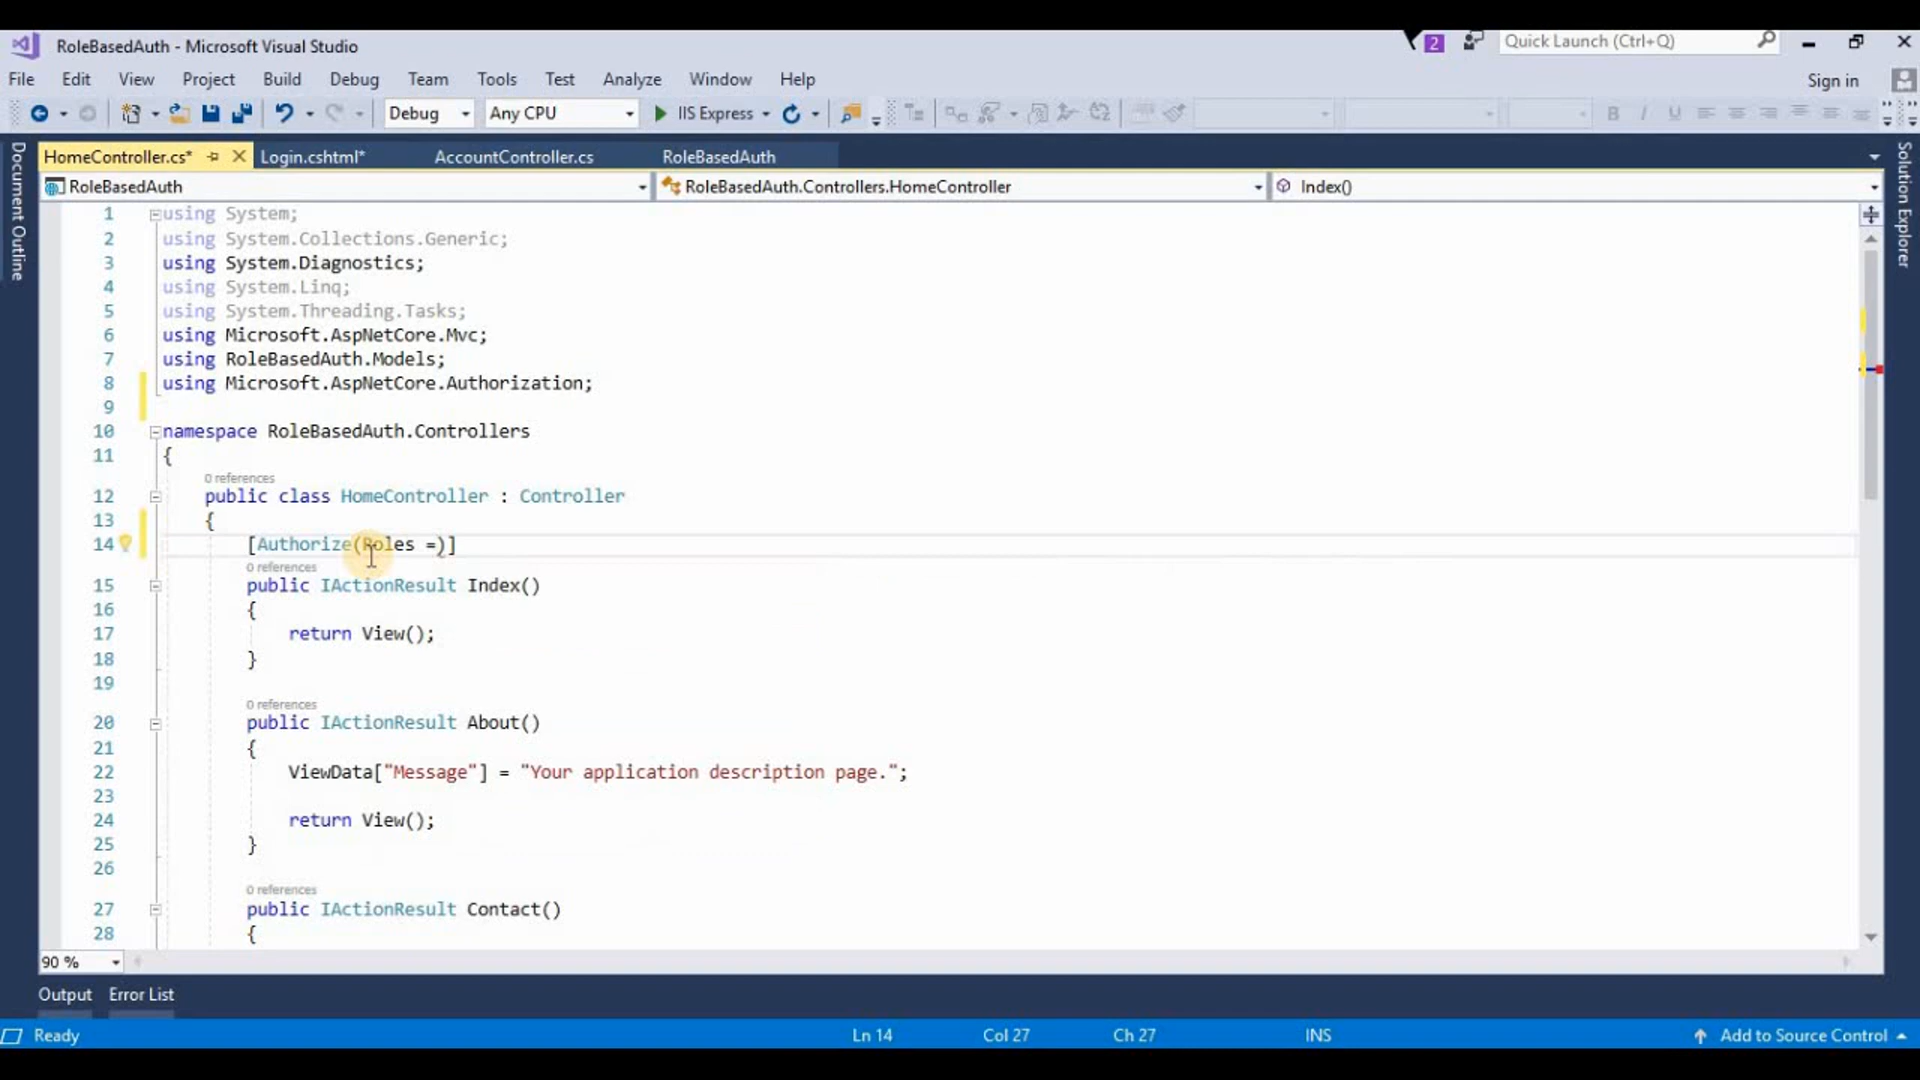 RoleBasedAuth - Microsoft Visual Studio
2
Quick Launch (Ctrl+Q)
File Edit View Project Build Debug Team Tools Test Analyze Window Help
Sign in
Debug
Any CPU
IIS Express
B I U
HomeController.cs*
Login.cshtml*
AccountController.cs
RoleBasedAuth
Document Outline
Solution Explorer
RoleBasedAuth
RoleBasedAuth.Controllers.HomeController
Index()
1 using System;
2 using System.Collections.Generic;
3 using System.Diagnostics;
4 using System.Linq;
5 using System.Threading.Tasks;
6 using Microsoft.AspNetCore.Mvc;
7 using RoleBasedAuth.Models;
8 using Microsoft.AspNetCore.Authorization;
9
10 namespace RoleBasedAuth.Controllers
11 {
0 references
12 public class HomeController : Controller
13 {
14 [Authorize(Roles =)]
0 references
15 public IActionResult Index()
16 {
17 return View();
18 }
19
0 references
20 public IActionResult About()
21 {
22 ViewData["Message"] = "Your application description page.";
23
24 return View();
25 }
26
0 references
27 public IActionResult Contact()
28 {
90 %
Output Error List
Ready
Ln 14
Col 27
Ch 27
INS
Add to Source Control